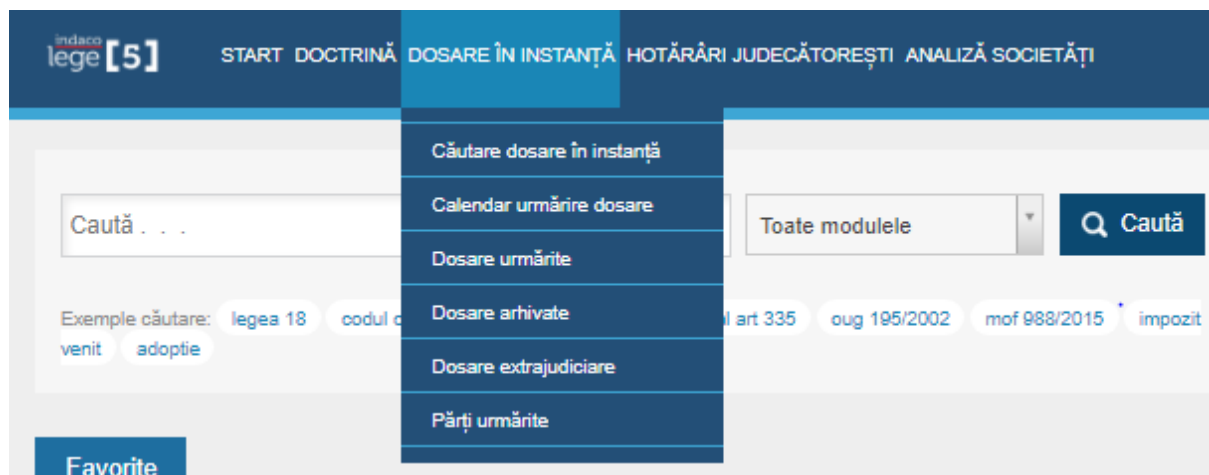 indaco
lege [5]
START DOCTRINĂ DOSARE ÎN INSTANȚĂ HOTĂRÂRI JUDECĂTOREȘTI ANALIZĂ SOCIETĂȚI
Căutare dosare în instanță
Calendar urmărire dosare
Dosare urmărite
Dosare arhivate
Dosare extrajudiciare
Părți urmărite
Caută . . .
Toate modulele
Caută
Exemple căutare: legea 18 codul art 335 oug 195/2002 mof 988/2015 impozit
venit adoptie
Favorite